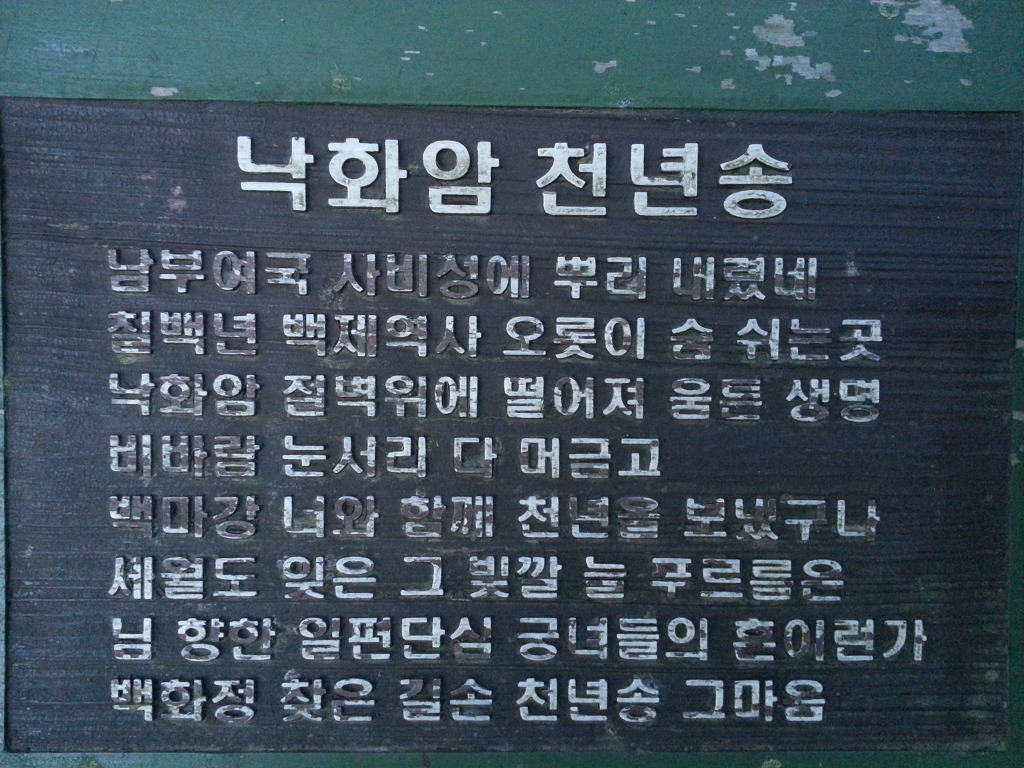 낙화암 천년송
남부여국 사비성에 뿌리 내렸네
칠백년 백제역사 오롯이 숨 쉬는곳
낙화암 절벽위에 떨어져 움튼 생명
비바람 눈서리 다 머금고
백마강 너와 함께 천년을 보냈구나
세월도 잊은 그 빛깔 늘 푸르름은
님 향한 일편단심 궁녀들의 혼이런가
백화정 찾은 길손 천년송 그마음